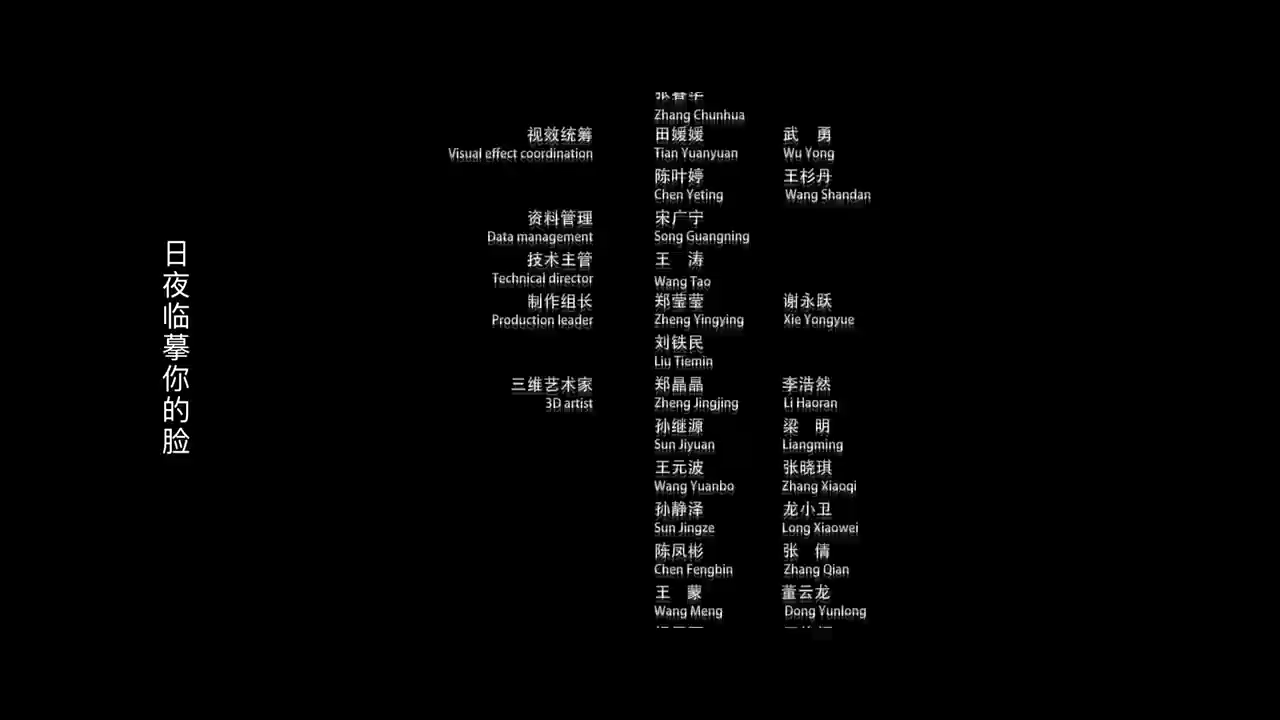 日夜临摹你的脸
Zhang Chunhua
视效统筹 田媛媛 武 勇
Visual effect coordination Tian Yuanyuan Wu Yong
陈叶婷 王杉丹
Chen Yeting Wang Shandan
资料管理 宋广宁
Data management Song Guangning
技术主管 王 涛
Technical director Wang Tao
制作组长 郑莹莹 谢永跃
Production leader Zheng Yingying Xie Yongyue
刘铁民
Liu Tiemin
三维艺术家 郑晶晶 李浩然
3D artist Zheng Jingjing Li Haoran
孙继源 梁 明
Sun Jiyuan Liangming
王元波 张晓琪
Wang Yuanbo Zhang Xiaoqi
孙静泽 龙小卫
Sun Jingze Long Xiaowei
陈凤彬 张 倩
Chen Fengbin Zhang Qian
王 蒙 董云龙
Wang Meng Dong Yunlong